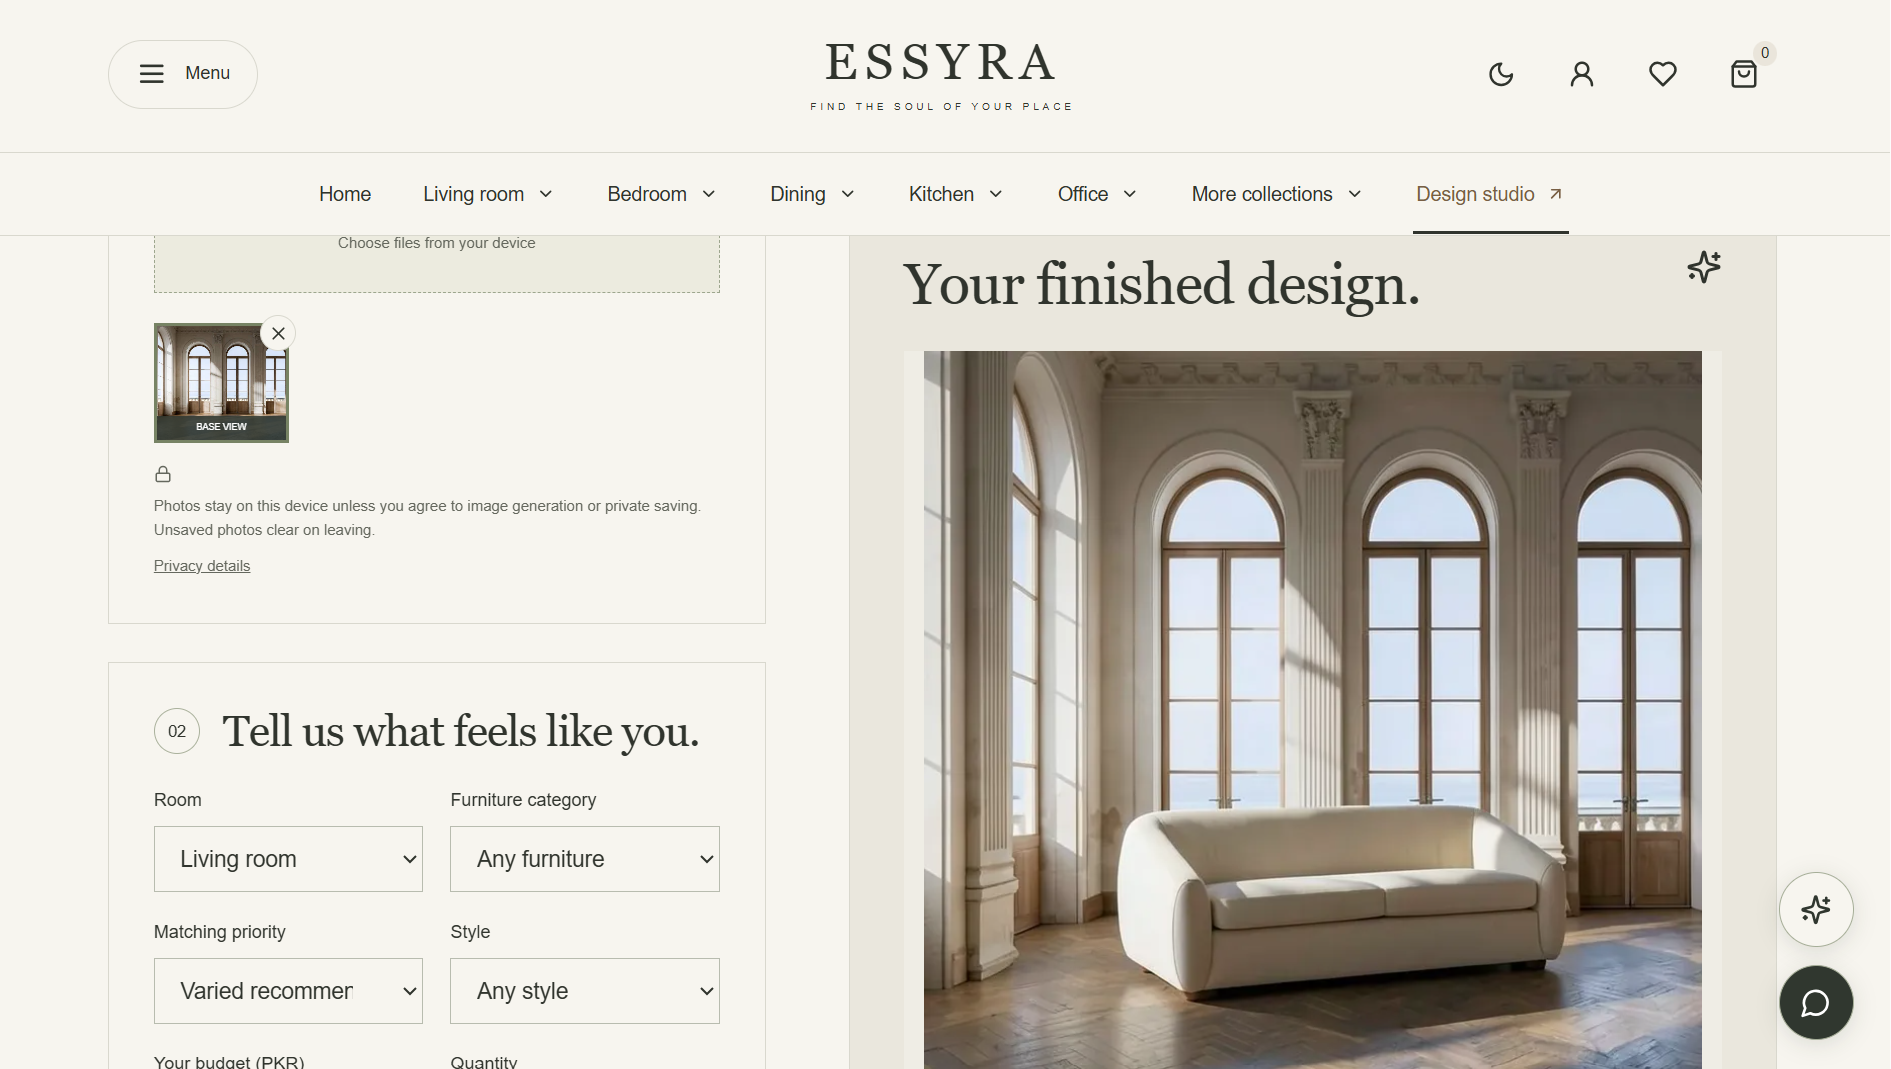 Menu
ESSYRA
FIND THE SOUL OF YOUR PLACE
0
Home
Living room
Bedroom
Dining
Kitchen
Office
More collections
Design studio
Choose files from your device
BASE VIEW
Photos stay on this device unless you agree to image generation or private saving.
Unsaved photos clear on leaving.
Privacy details
02
Tell us what feels like you.
Room
Furniture category
Living room
Any furniture
Matching priority
Style
Varied recommer
Any style
Your budget (PKR)
Quantity
Your finished design.